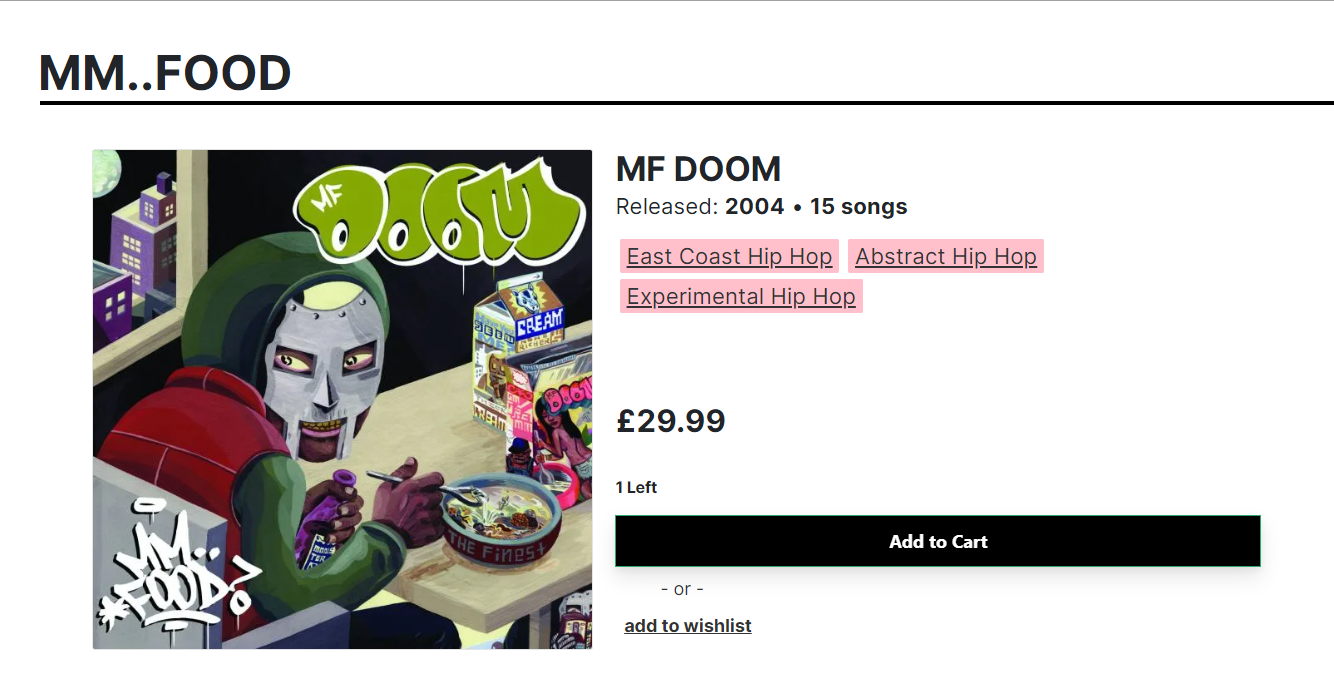 MM..FOOD
MF DOOM
CREAM
DOOM
THE FINEST
MM..
FOOD?
MF DOOM
Released: 2004 • 15 songs
East Coast Hip Hop Abstract Hip Hop
Experimental Hip Hop
£29.99
1 Left
Add to Cart
- or -
add to wishlist